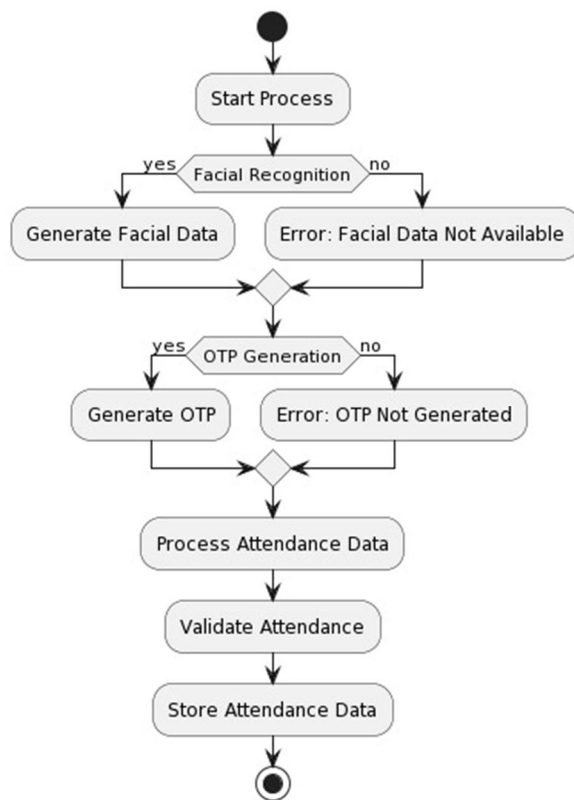 Start Process
yes
Facial Recognition
no
Generate Facial Data
Error: Facial Data Not Available
yes
OTP Generation
no
Generate OTP
Error: OTP Not Generated
Process Attendance Data
Validate Attendance
Store Attendance Data